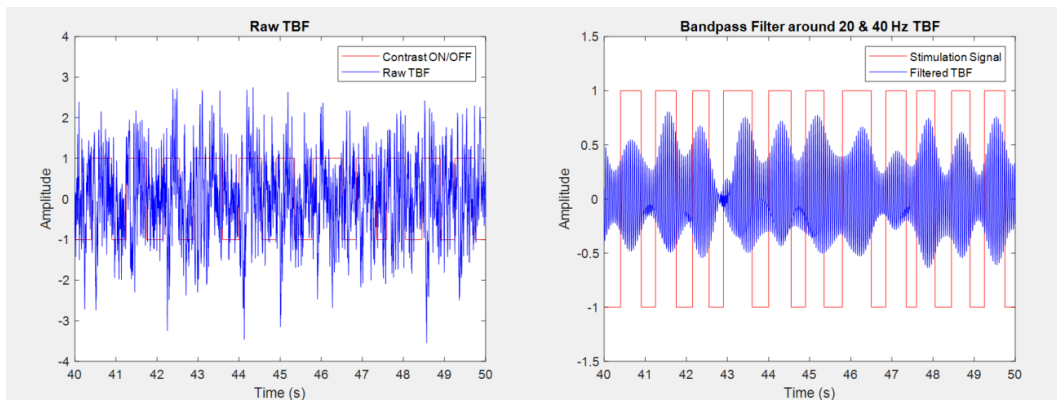 Raw TBF
4
3
2
1
0
-1
-2
-3
-4
Amplitude
40 41 42 43 44 45 46 47 48 49 50
Time (s)
Contrast ON/OFF
Raw TBF
Bandpass Filter around 20 & 40 Hz TBF
1.5
1
0.5
0
-0.5
-1
-1.5
Amplitude
40 41 42 43 44 45 46 47 48 49 50
Time (s)
Stimulation Signal
Filtered TBF